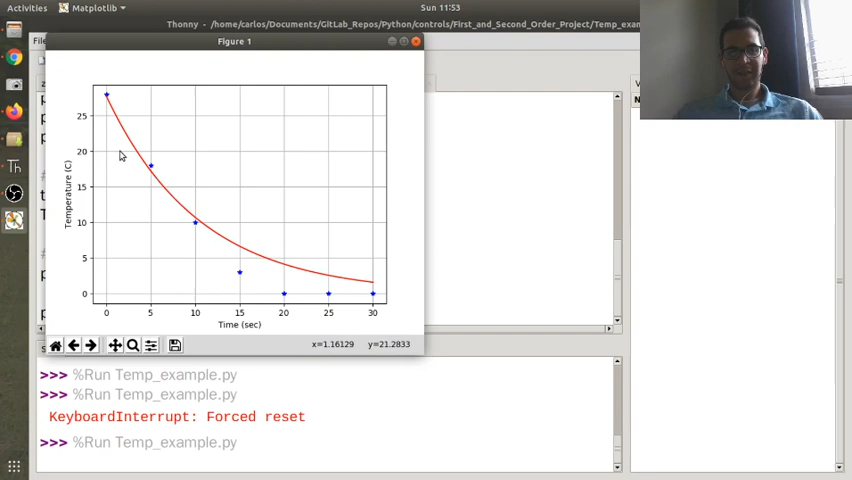 Activities Matplotlib Sun 11:53
Thonny - /home/carlos/Documents/GitLab_Repos/Python/controls/First_and_Second_Order_Project/Temp_exam
Figure 1
25
20
15
10
5
0
Temperature (C)
0 5 10 15 20 25 30
Time (sec)
x=1.16129 y=21.2833
>>> %Run Temp_example.py
>>> %Run Temp_example.py
KeyboardInterrupt: Forced reset
>>> %Run Temp_example.py
Th